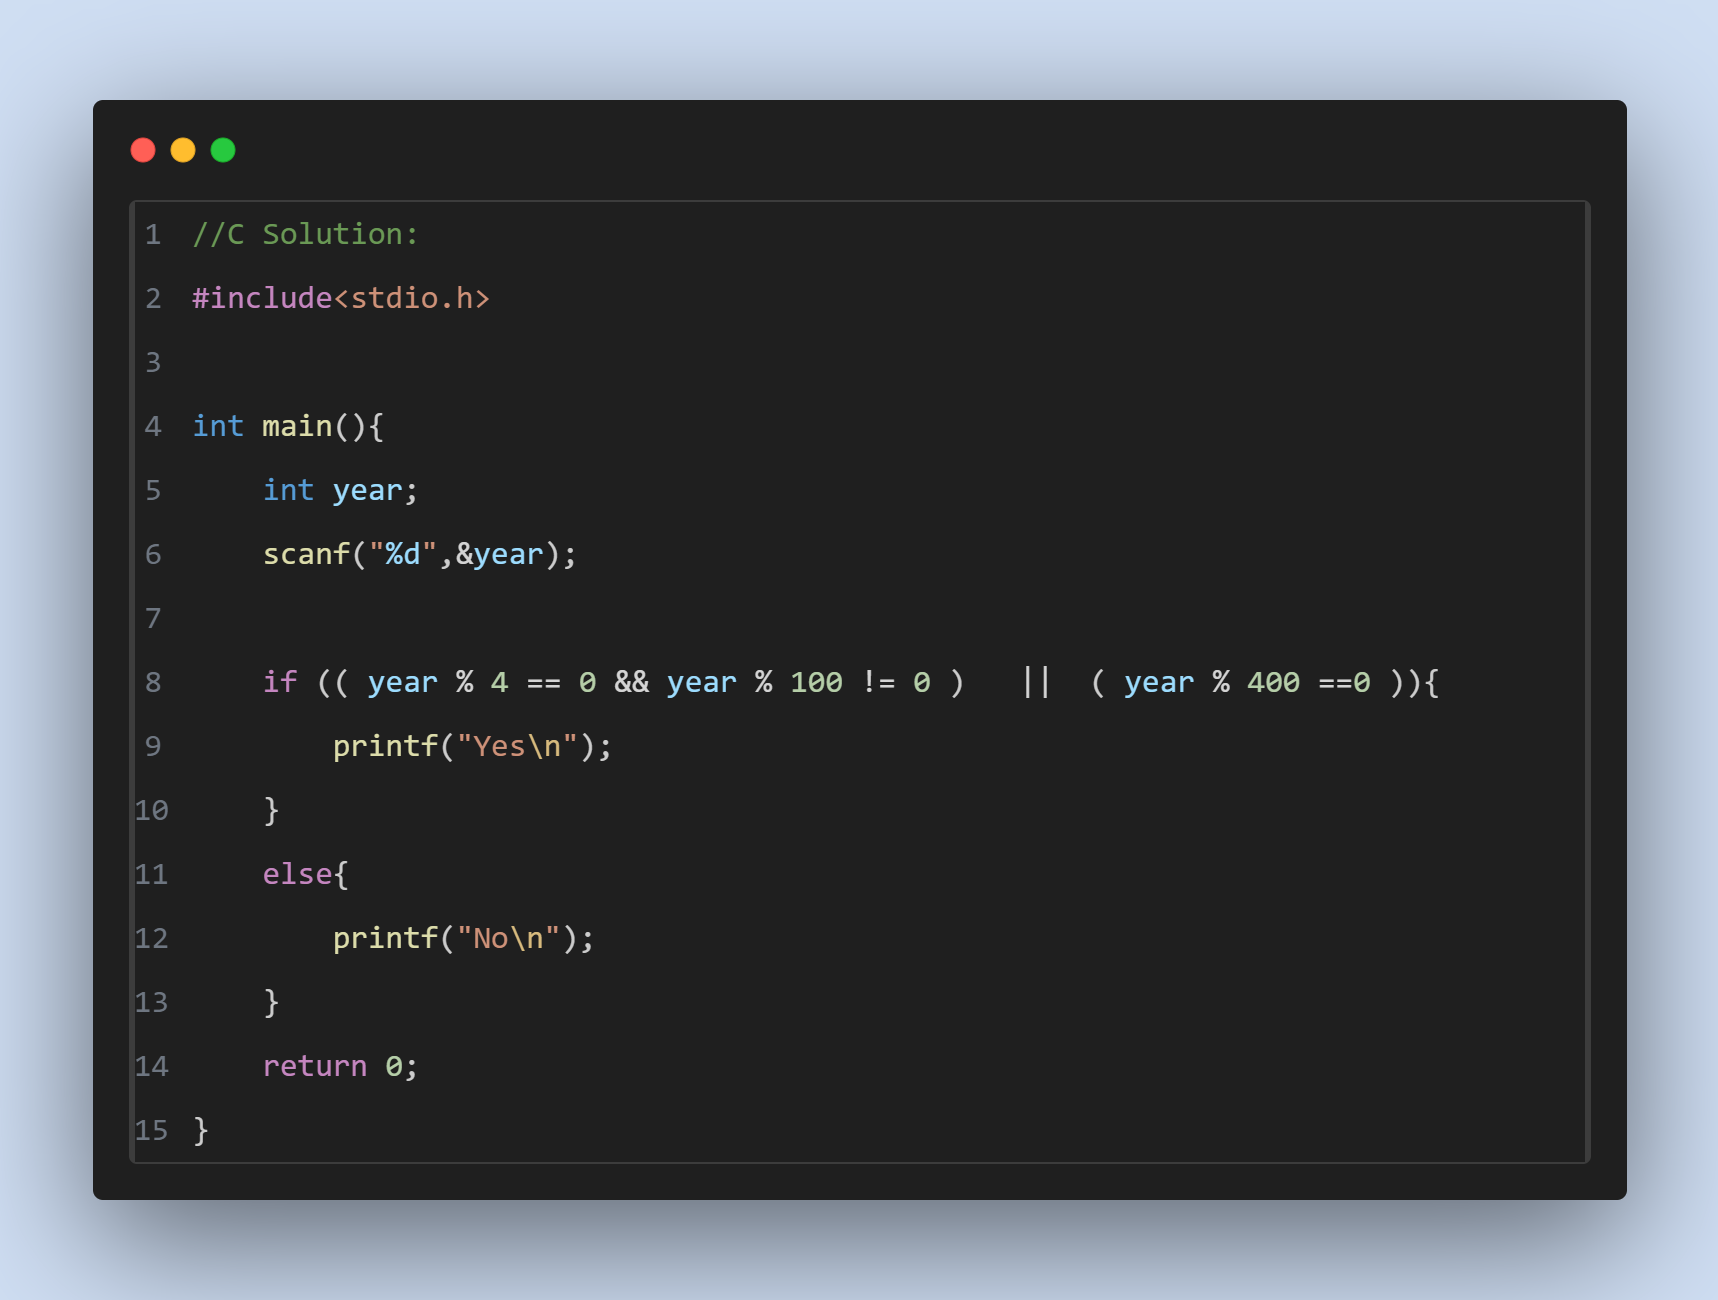 1 //C Solution:
2 #include<stdio.h>
3
4 int main(){
5     int year;
6     scanf("%d",&year);
7
8     if (( year % 4 == 0 && year % 100 != 0 )   ||  ( year % 400 ==0 )){
9         printf("Yes\n");
10     }
11     else{
12         printf("No\n");
13     }
14     return 0;
15 }